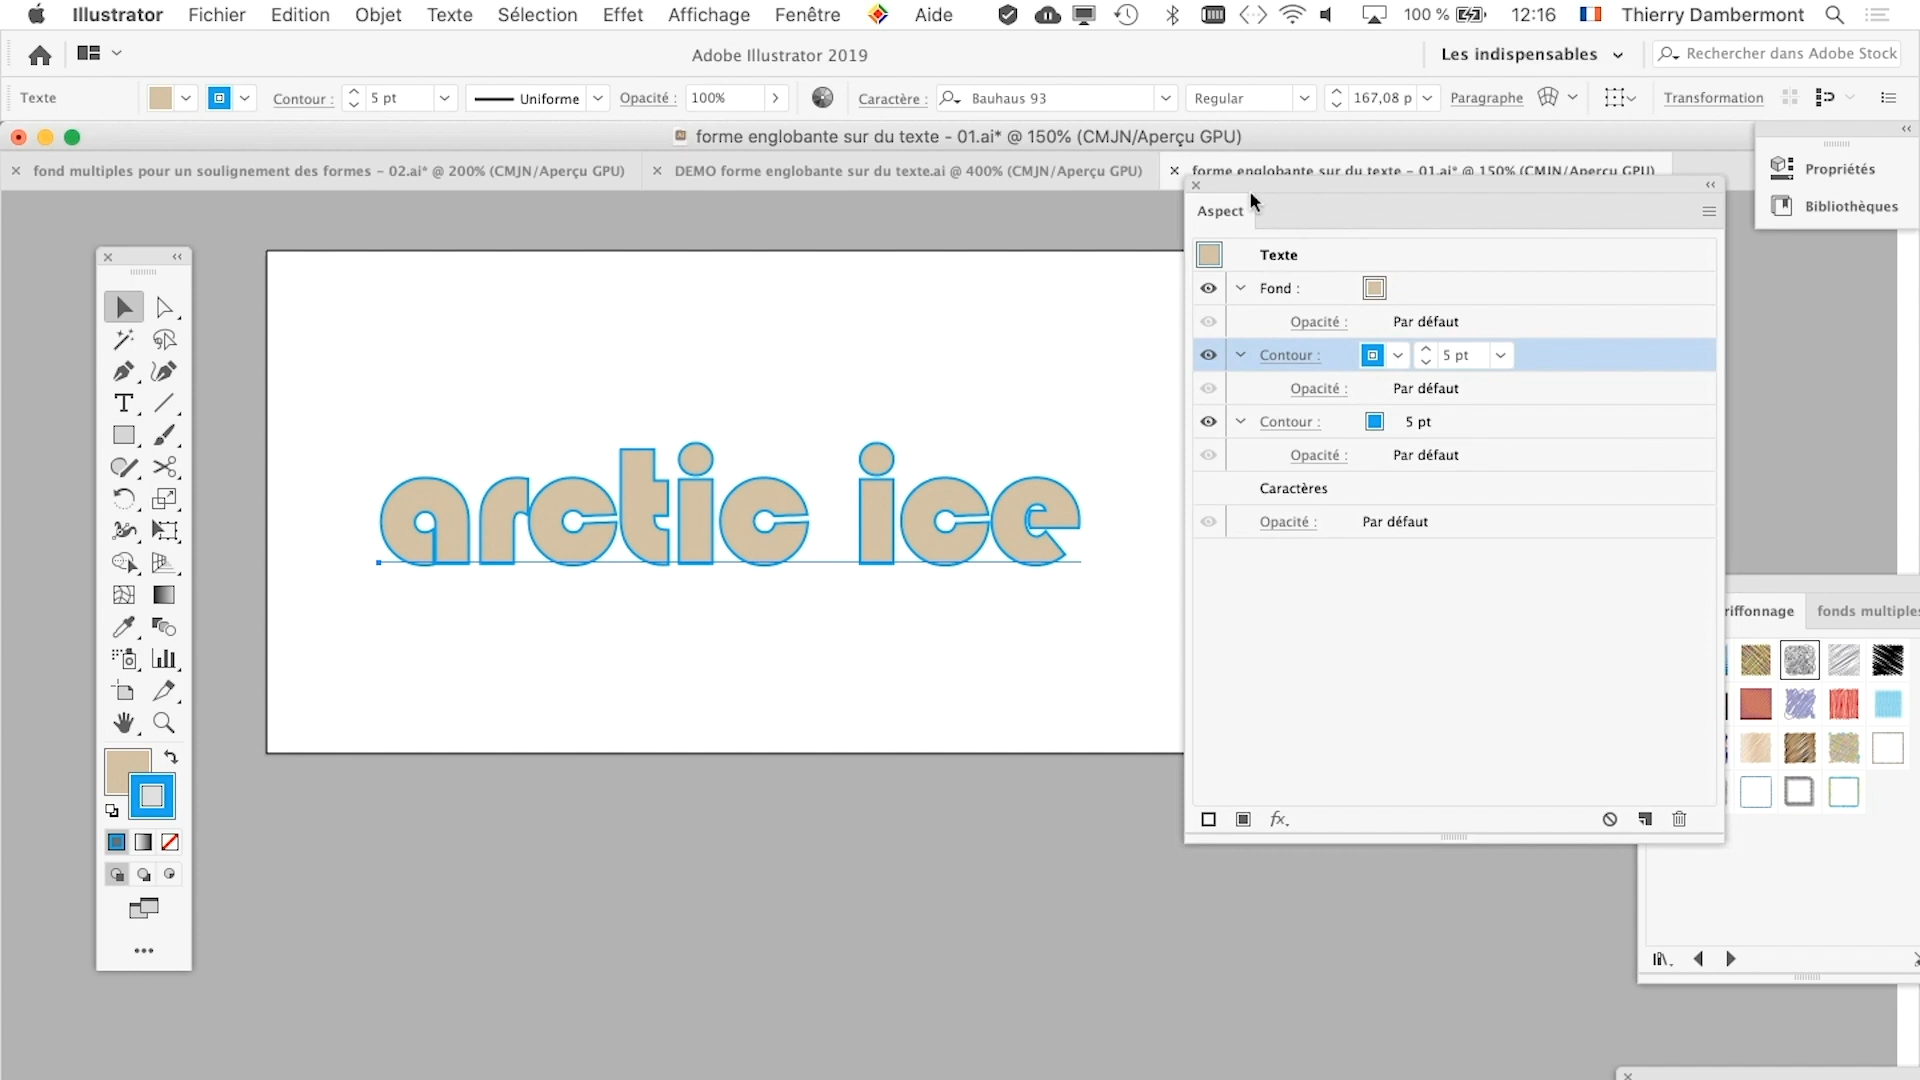 Illustrator Fichier Edition Objet Texte Sélection Effet Affichage Fenêtre Aide 100 % 12:16 Thierry Dambermont
Adobe Illustrator 2019 Les indispensables Rechercher dans Adobe Stock
Texte Contour : 5 pt Uniforme Opacité : 100% Caractère : Bauhaus 93 Regular 167,08 p Paragraphe Transformation
forme englobante sur du texte - 01.ai* @ 150% (CMJN/Aperçu GPU)
fond multiples pour un soulignement des formes - 02.ai* @ 200% (CMJN/Aperçu GPU) DEMO forme englobante sur du texte.ai @ 400% (CMJN/Aperçu GPU) forme englobante sur du texte - 01.ai* @ 150% (CMJN/Aperçu GPU)
Propriétés
Bibliothèques
Aspect
Texte
Fond :
Opacité : Par défaut
Contour : 5 pt
Opacité : Par défaut
Contour : 5 pt
Opacité : Par défaut
Caractères
Opacité : Par défaut
arctic ice
riffonnage fonds multiples